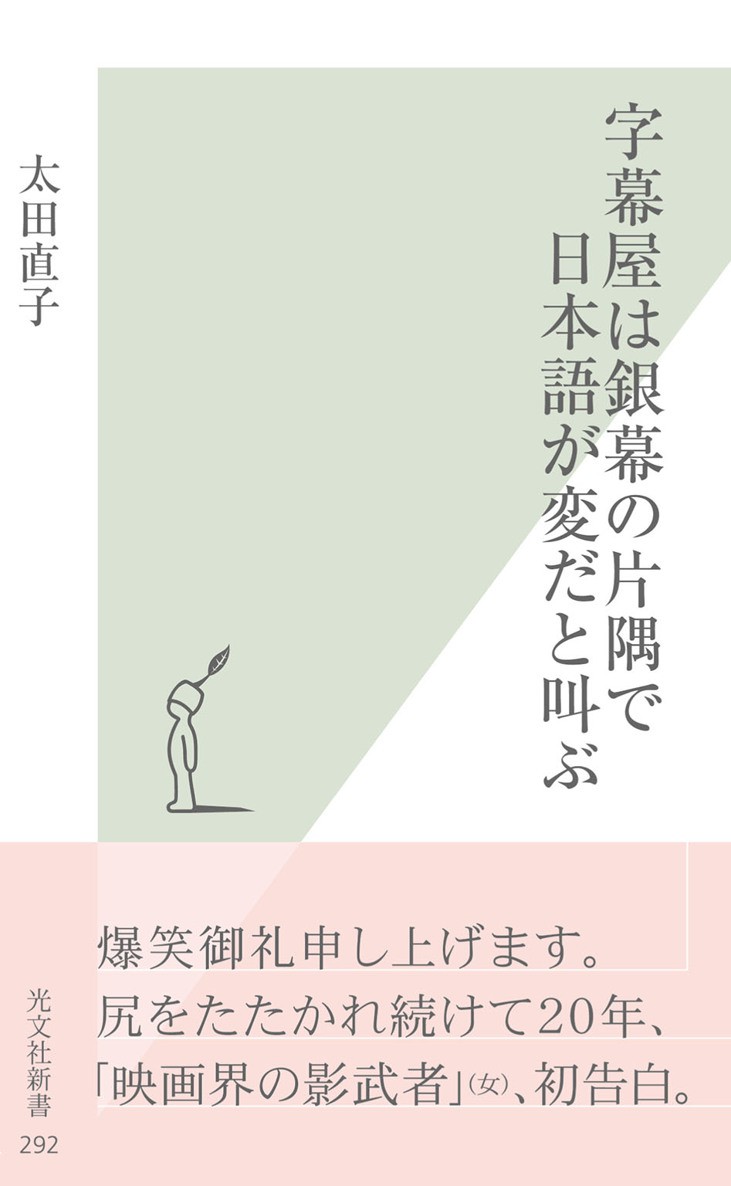 字幕屋は銀幕の片隅で
日本語が変だと叫ぶ
太田直子
爆笑御礼申し上げます。
尻をたたかれ続けて20年、
「映画界の影武者」(女)、初告白。
光文社新書
292